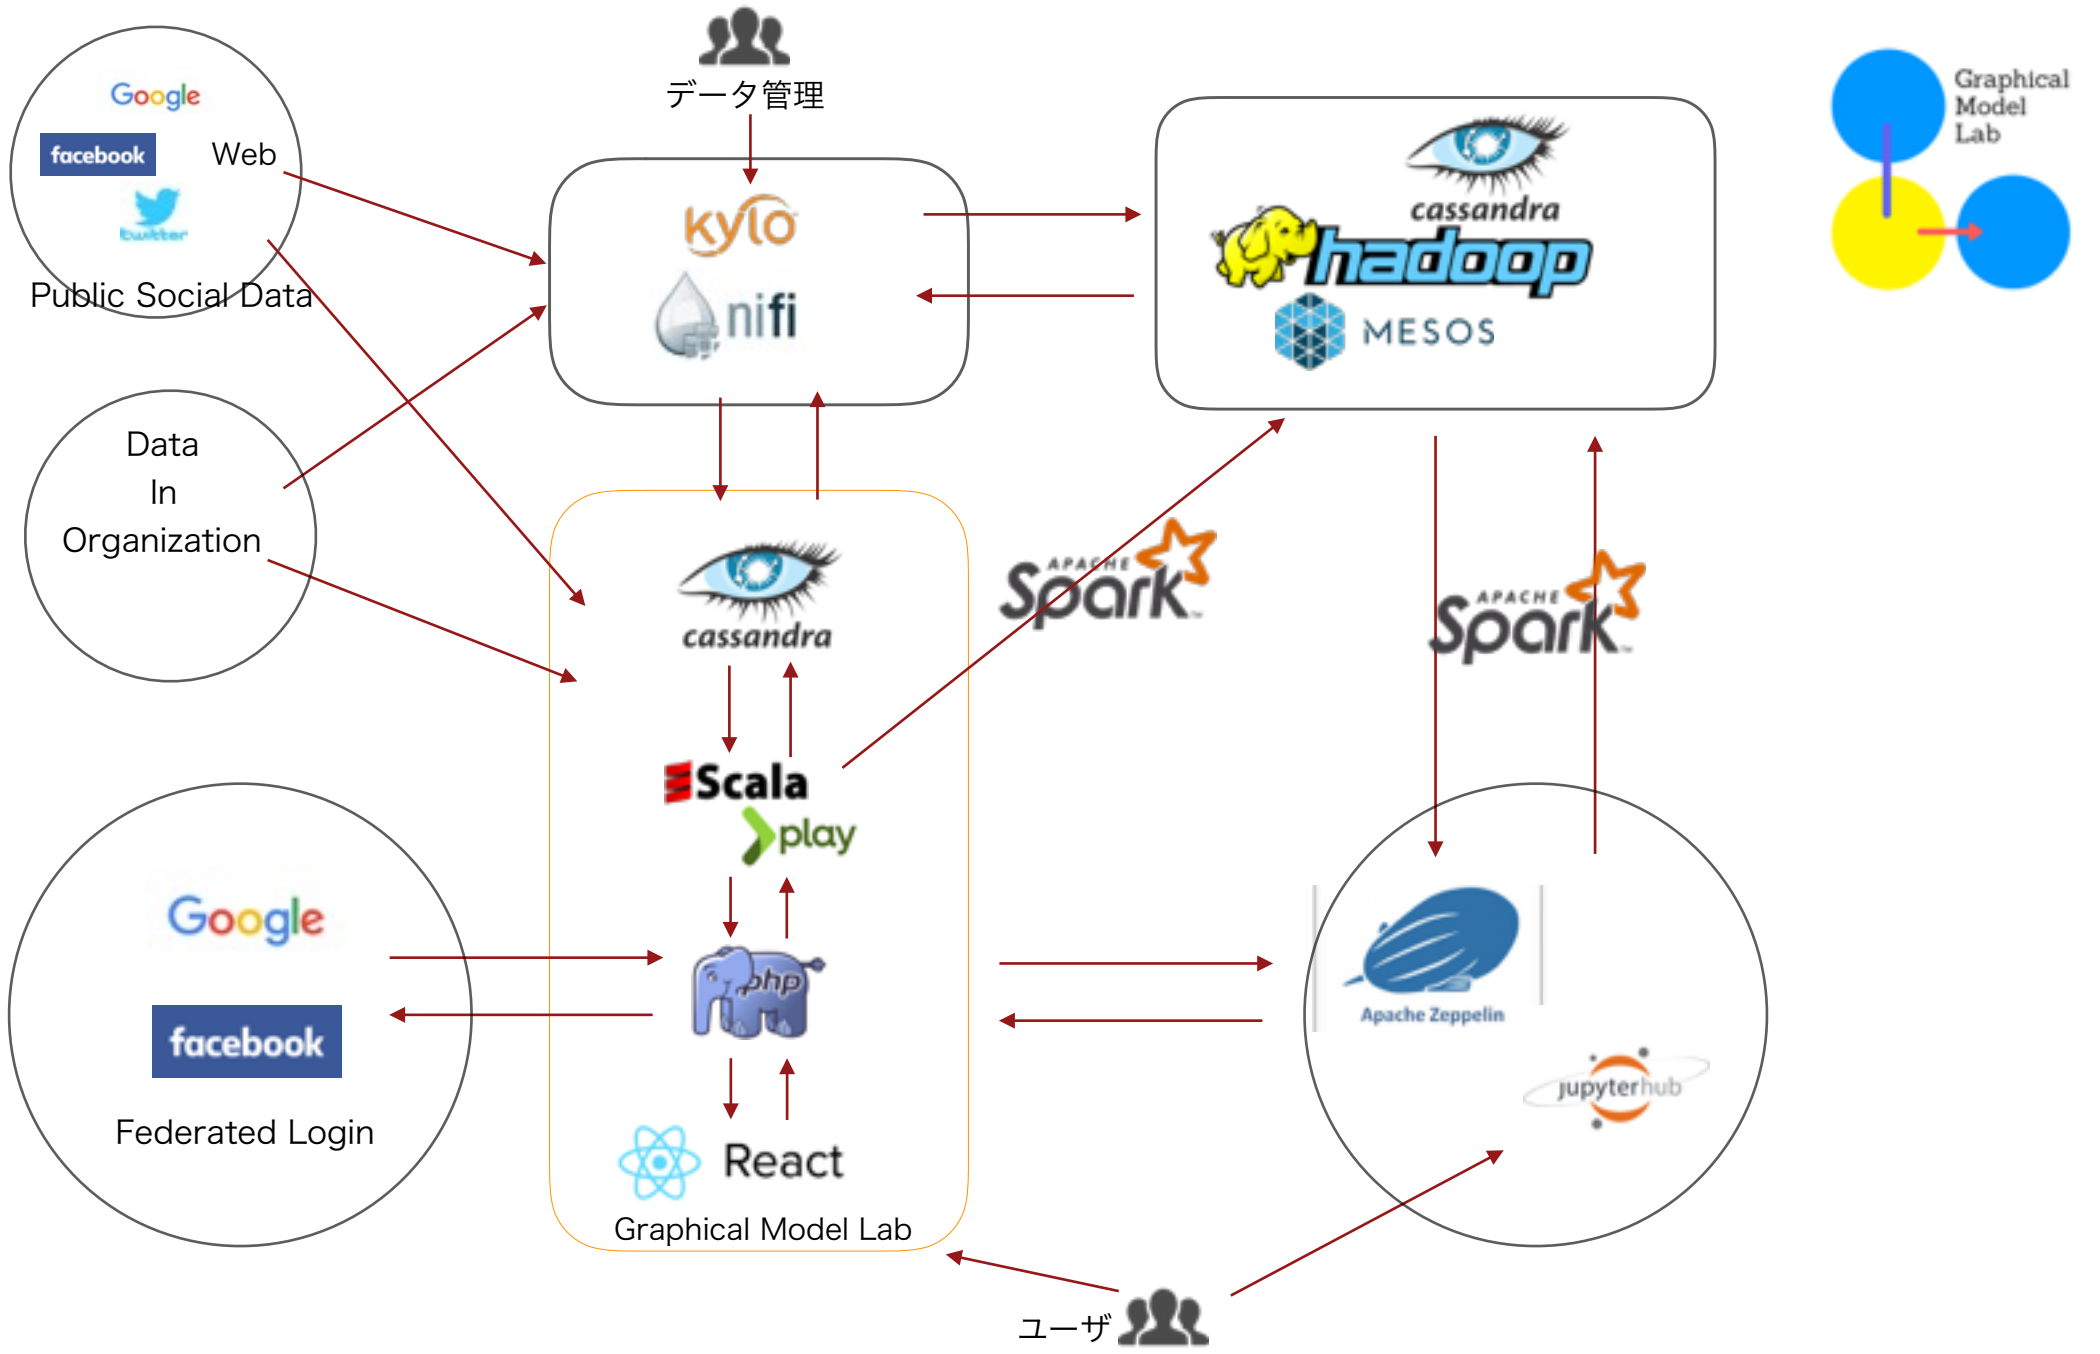 Google
facebook
Web
twitter
Public Social Data
データ管理
kylo
nifi
cassandra
hadoop
MESOS
Graphical
Model
Lab
Data
In
Organization
cassandra
APACHE
Spark
APACHE
Spark
Scala
play
Google
facebook
Federated Login
php
React
Graphical Model Lab
Apache Zeppelin
jupyterhub
ユーザ